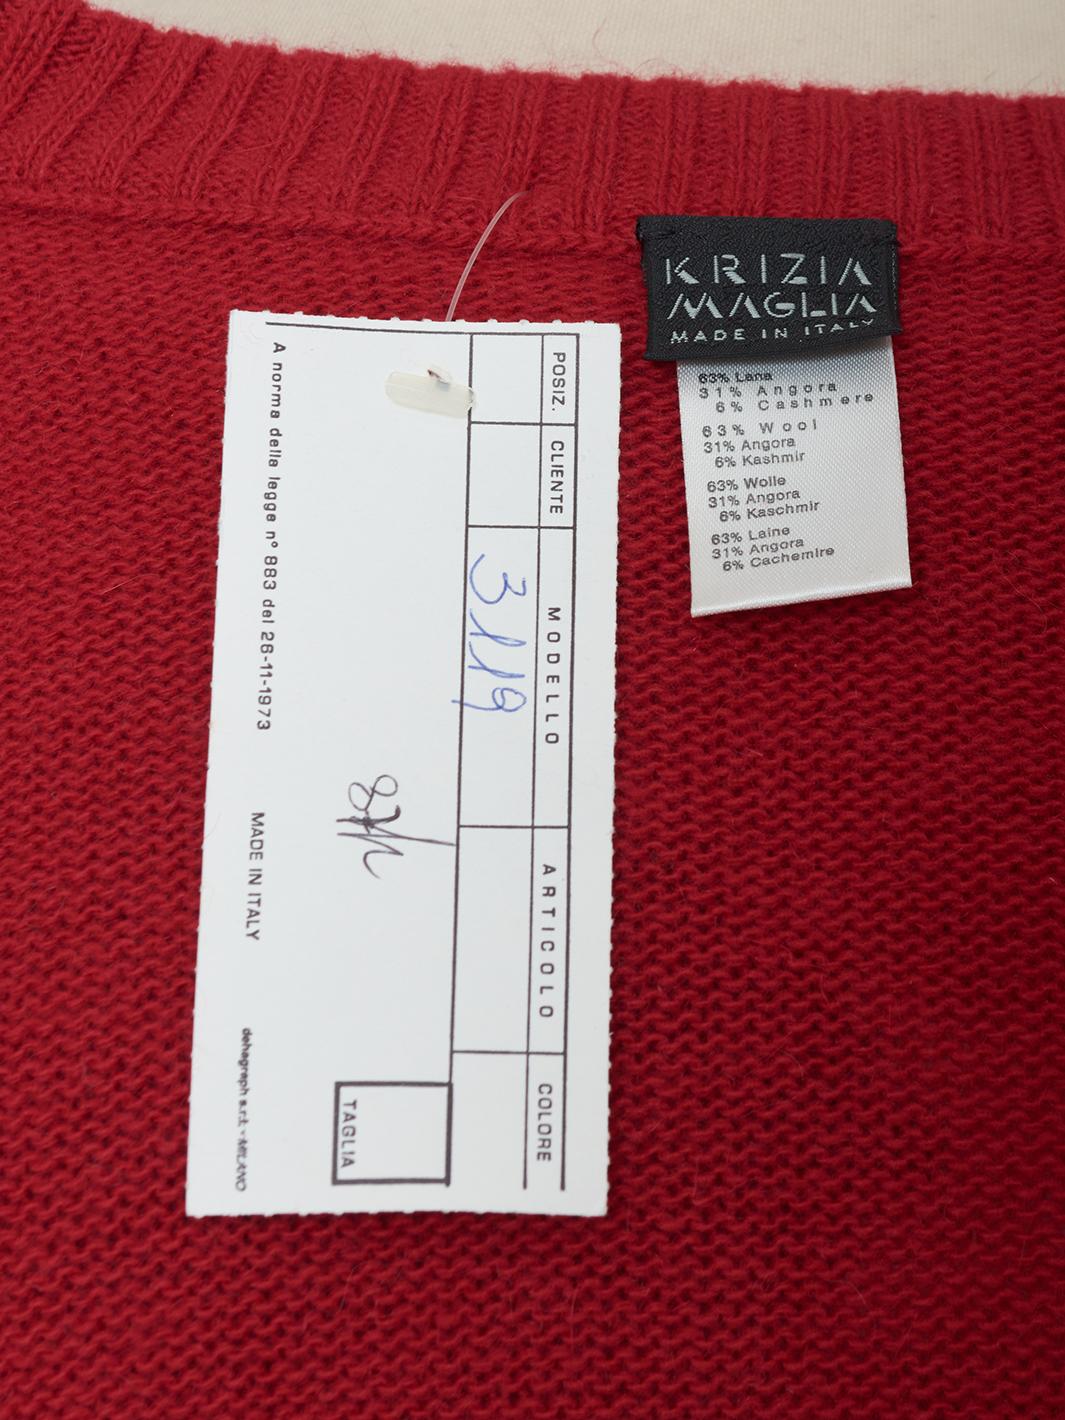 KRIZIA
MAGLIA
MADE IN ITALY
63% Lana
31% Angora
6% Cashmere
63% Wool
31% Angora
6% Kashmir
63% Wolle
31% Angora
6% Kaschmir
63% Laine
31% Angora
6% Cachemire
POSIZ. CLIENTE MODELLO ARTICOLO COLORE
3119
TAGLIA
A norma della legge n° 883 del 26-11-1973 MADE IN ITALY dehagraph s.r.l. - MILANO